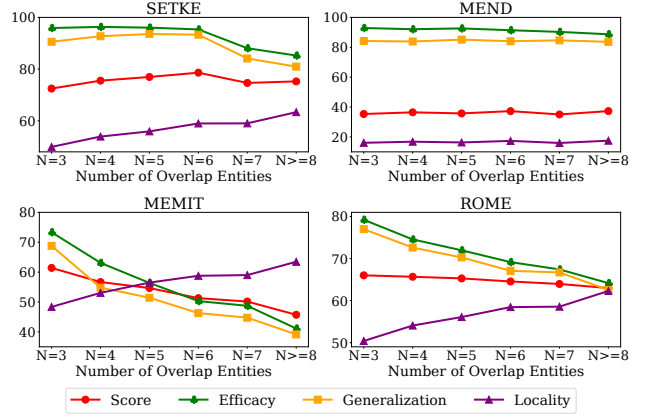 SETKE
100
80
60
N=3 N=4 N=5 N=6 N=7 N>=8
Number of Overlap Entities
MEND
100
80
60
40
20
N=3 N=4 N=5 N=6 N=7 N>=8
Number of Overlap Entities
MEMIT
80
70
60
50
40
N=3 N=4 N=5 N=6 N=7 N>=8
Number of Overlap Entities
ROME
80
70
60
50
N=3 N=4 N=5 N=6 N=7 N>=8
Number of Overlap Entities
Score Efficacy Generalization Locality